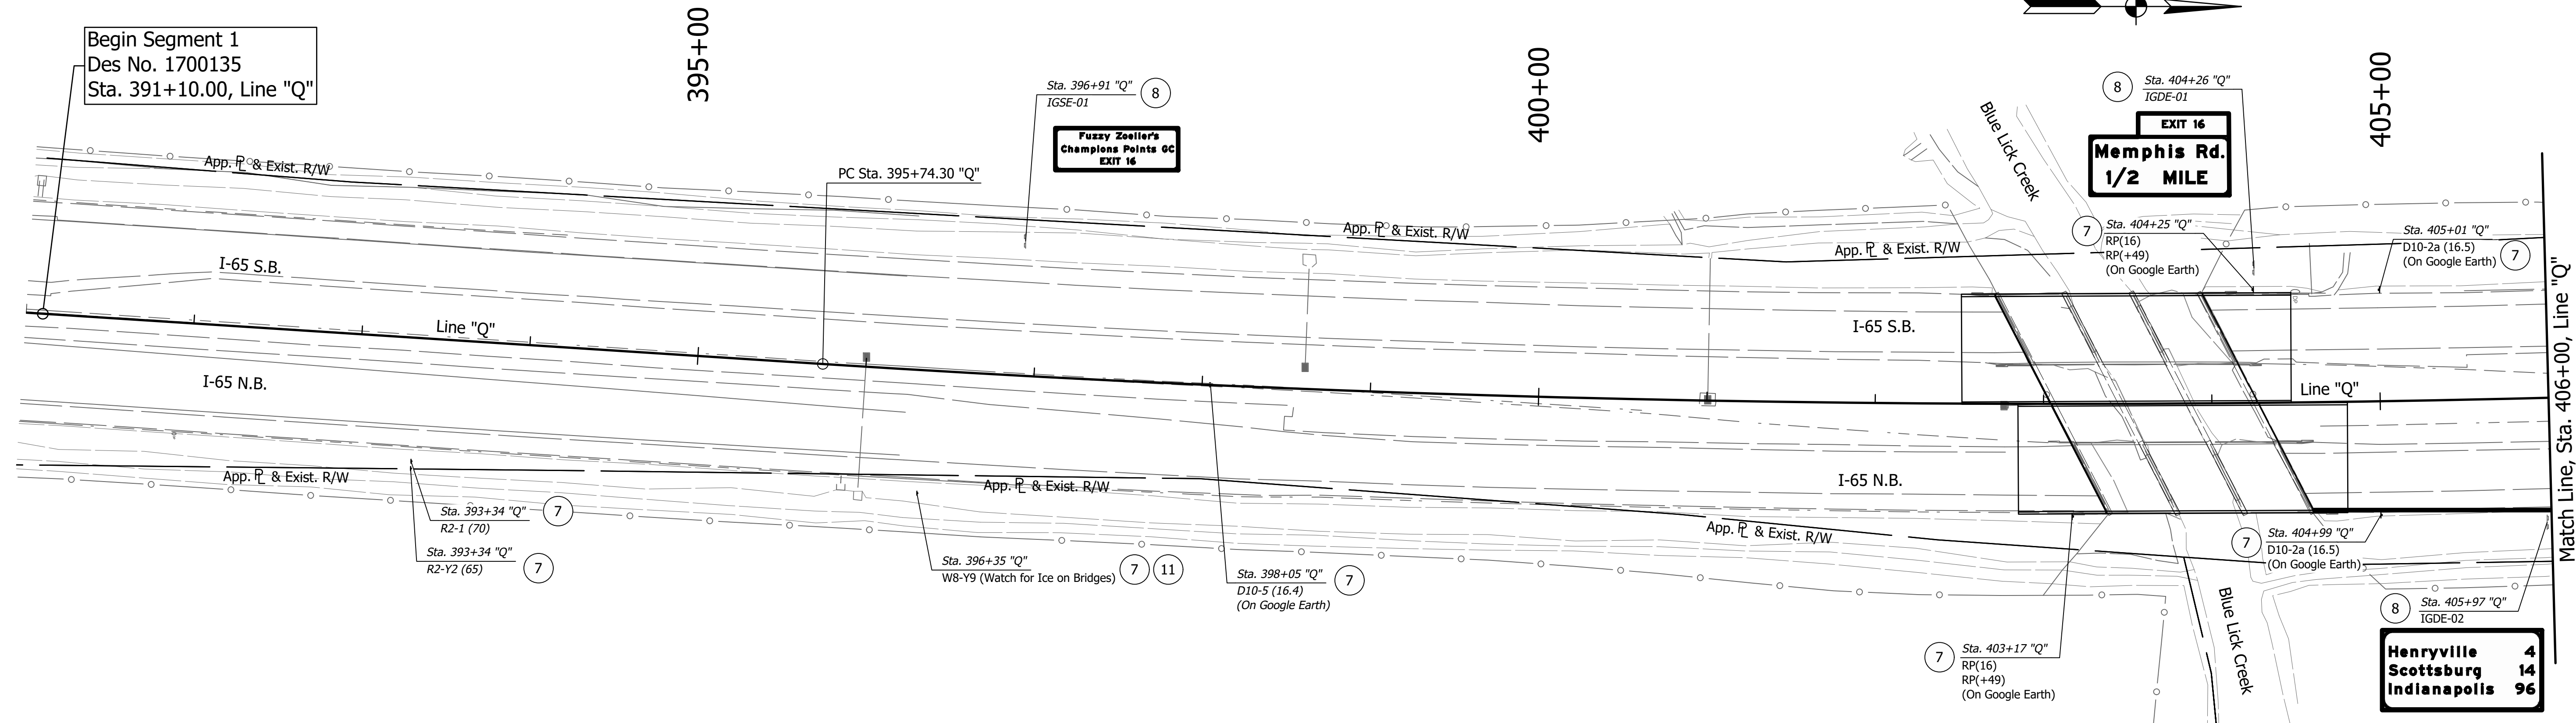 Begin Segment 1
Des No. 1700135
Sta. 391+10.00, Line "Q"
395+00
400+00
405+00
Sta. 396+91 "Q"
IGSE-01
8
Fuzzy Zoeller's
Champions Points GC
EXIT 16
PC Sta. 395+74.30 "Q"
8
Sta. 404+26 "Q"
IGDE-01
EXIT 16
Memphis Rd.
1/2 MILE
Blue Lick Creek
7
Sta. 404+25 "Q"
RP(16)
RP(+49)
(On Google Earth)
Sta. 405+01 "Q"
D10-2a (16.5)
(On Google Earth)
7
App. PL & Exist. R/W
App. PL & Exist. R/W
App. PL & Exist. R/W
I-65 S.B.
I-65 S.B.
Line "Q"
Line "Q"
I-65 N.B.
I-65 N.B.
App. PL & Exist. R/W
App. PL & Exist. R/W
App. PL & Exist. R/W
Sta. 393+34 "Q"
R2-1 (70)
7
Sta. 393+34 "Q"
R2-Y2 (65)
7
Sta. 396+35 "Q"
W8-Y9 (Watch for Ice on Bridges)
7
11
Sta. 398+05 "Q"
D10-5 (16.4)
(On Google Earth)
7
7
Sta. 403+17 "Q"
RP(16)
RP(+49)
(On Google Earth)
7
Sta. 404+99 "Q"
D10-2a (16.5)
(On Google Earth)
Blue Lick Creek
8
Sta. 405+97 "Q"
IGDE-02
Henryville 4
Scottsburg 14
Indianapolis 96
Match Line, Sta. 406+00, Line "Q"